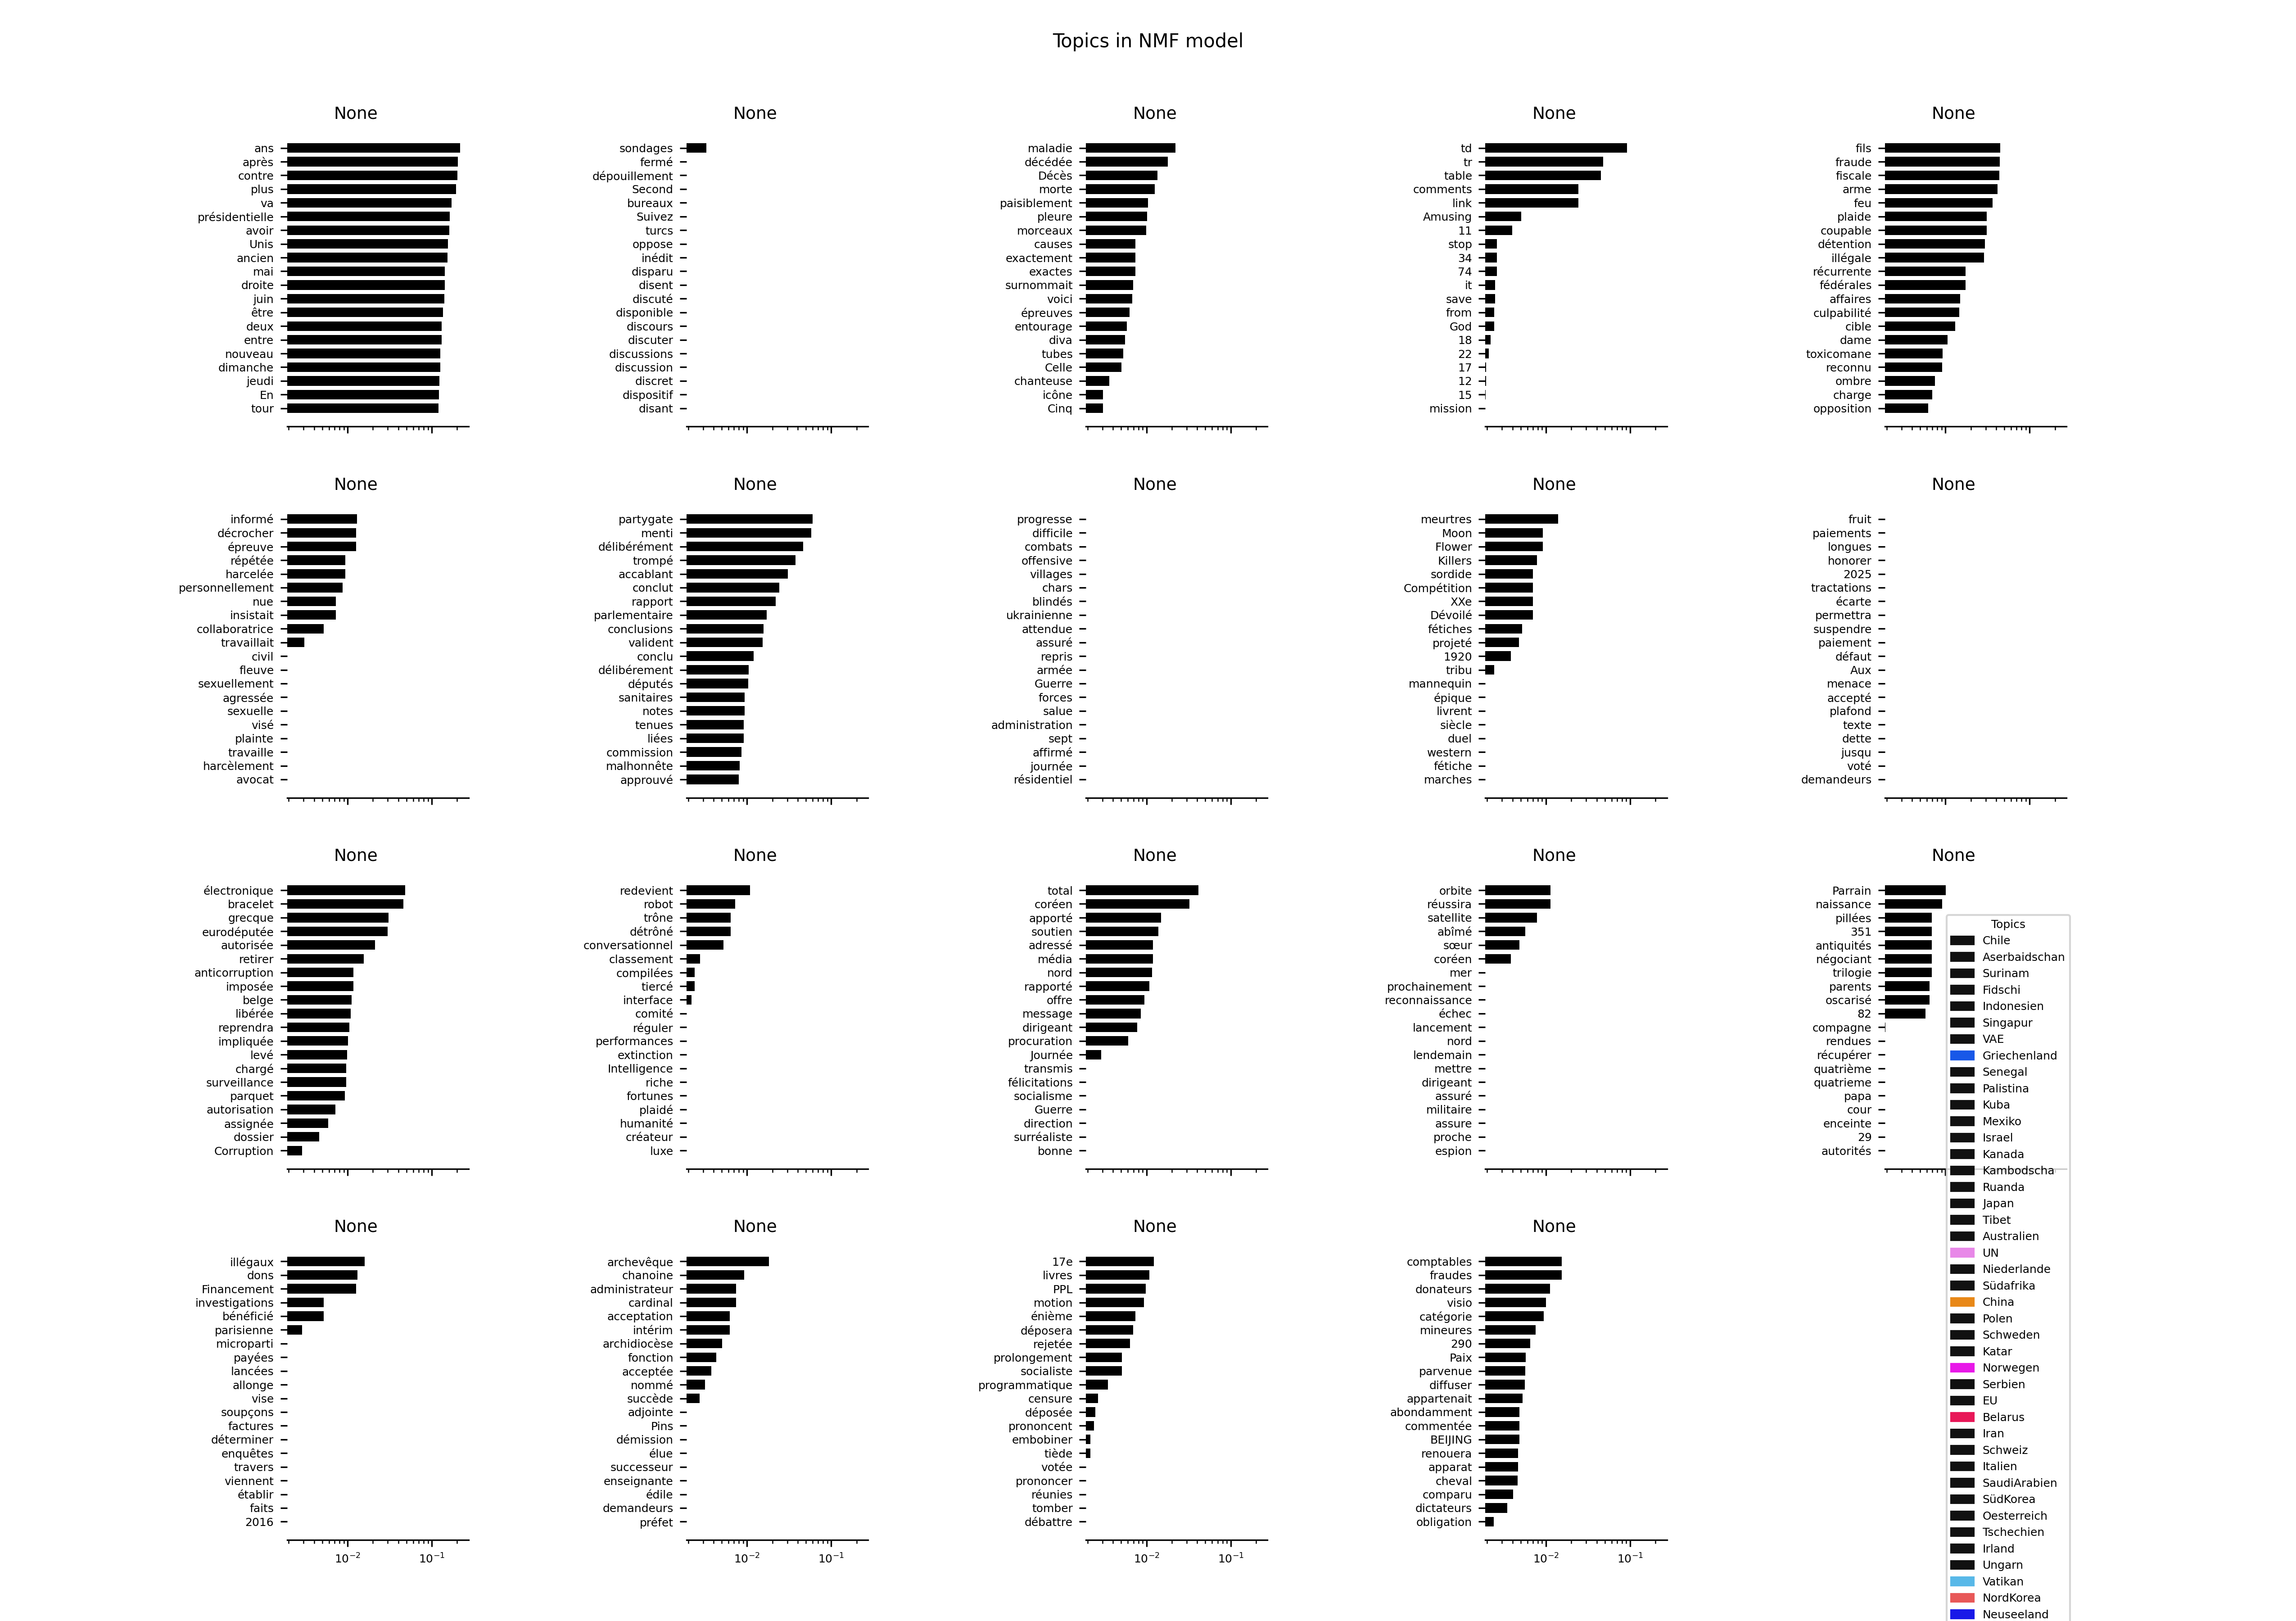 Topics in NMF model
None
ans
après
contre
plus
va
présidentielle
avoir
Unis
ancien
mai
droite
juin
être
deux
entre
nouveau
dimanche
jeudi
En
tour
None
sondages
fermé
dépouillement
Second
bureaux
Suivez
turcs
oppose
inédit
disparu
disent
discuté
disponible
discours
discuter
discussions
discussion
discret
dispositif
disant
None
maladie
décédée
Décès
morte
paisiblement
pleure
morceaux
causes
exactement
exactes
surnommait
voici
épreuves
entourage
diva
tubes
Celle
chanteuse
icône
Cinq
None
td
tr
table
comments
link
Amusing
11
stop
34
74
it
save
from
God
18
22
17
12
15
mission
None
fils
fraude
fiscale
arme
feu
plaide
coupable
détention
illégale
récurrente
fédérales
affaires
culpabilité
cible
dame
toxicomane
reconnu
ombre
charge
opposition
None
informé
décrocher
épreuve
répétée
harcelée
personnellement
nue
insistait
collaboratrice
travaillait
civil
fleuve
sexuellement
agressée
sexuelle
visé
plainte
travaille
harcèlement
avocat
None
partygate
menti
délibérément
trompé
accablant
conclut
rapport
parlementaire
conclusions
valident
conclu
délibérement
députés
sanitaires
notes
tenues
liées
commission
malhonnête
approuvé
None
progresse
difficile
combats
offensive
villages
chars
blindés
ukrainienne
attendue
assuré
repris
armée
Guerre
forces
salue
administration
sept
affirmé
journée
résidentiel
None
meurtres
Moon
Flower
Killers
sordide
Compétition
XXe
Dévoilé
fétiches
projeté
1920
tribu
mannequin
épique
livrent
siècle
duel
western
fétiche
marches
None
fruit
paiements
longues
honorer
2025
tractations
écarte
permettra
suspendre
paiement
défaut
Aux
menace
accepté
plafond
texte
dette
jusqu
voté
demandeurs
None
électronique
bracelet
grecque
eurodéputée
autorisée
retirer
anticorruption
imposée
belge
libérée
reprendra
impliquée
levé
chargé
surveillance
parquet
autorisation
assignée
dossier
Corruption
None
redevient
robot
trône
détrôné
conversationnel
classement
compilées
tiercé
interface
comité
réguler
performances
extinction
Intelligence
riche
fortunes
plaidé
humanité
créateur
luxe
None
total
coréen
apporté
soutien
adressé
média
nord
rapporté
offre
message
dirigeant
procuration
Journée
transmis
félicitations
socialisme
Guerre
direction
surréaliste
bonne
None
orbite
réussira
satellite
abîmé
sœur
coréen
mer
prochainement
reconnaissance
échec
lancement
nord
lendemain
mettre
dirigeant
assuré
militaire
assure
proche
espion
None
Parrain
naissance
pillées
351
antiquités
négociant
trilogie
parents
oscarisé
82
compagne
rendues
récupérer
quatrième
quatrieme
papa
cour
enceinte
29
autorités
None
illégaux
dons
Financement
investigations
bénéficié
parisienne
microparti
payées
lancées
allonge
vise
soupçons
factures
déterminer
enquêtes
travers
viennent
établir
faits
2016
10⁻²
10⁻¹
None
archevêque
chanoine
administrateur
cardinal
acceptation
intérim
archidiocèse
fonction
acceptée
nommé
succède
adjointe
Pins
démission
élue
successeur
enseignante
édile
demandeurs
préfet
10⁻²
10⁻¹
None
17e
livres
PPL
motion
énième
déposera
rejetée
prolongement
socialiste
programmatique
censure
déposée
prononcent
embobiner
tiède
votée
prononcer
réunies
tomber
débattre
10⁻²
10⁻¹
None
comptables
fraudes
donateurs
visio
catégorie
mineures
290
Paix
parvenue
diffuser
appartenait
abondamment
commentée
BEIJING
renouera
apparat
cheval
comparu
dictateurs
obligation
10⁻²
10⁻¹
Topics
Chile
Aserbaidschan
Surinam
Fidschi
Indonesien
Singapur
VAE
Griechenland
Senegal
Palistina
Kuba
Mexiko
Israel
Kanada
Kambodscha
Ruanda
Japan
Tibet
Australien
UN
Niederlande
Südafrika
China
Polen
Schweden
Katar
Norwegen
Serbien
EU
Belarus
Iran
Schweiz
Italien
SaudiArabien
SüdKorea
Oesterreich
Tschechien
Irland
Ungarn
Vatikan
NordKorea
Neuseeland